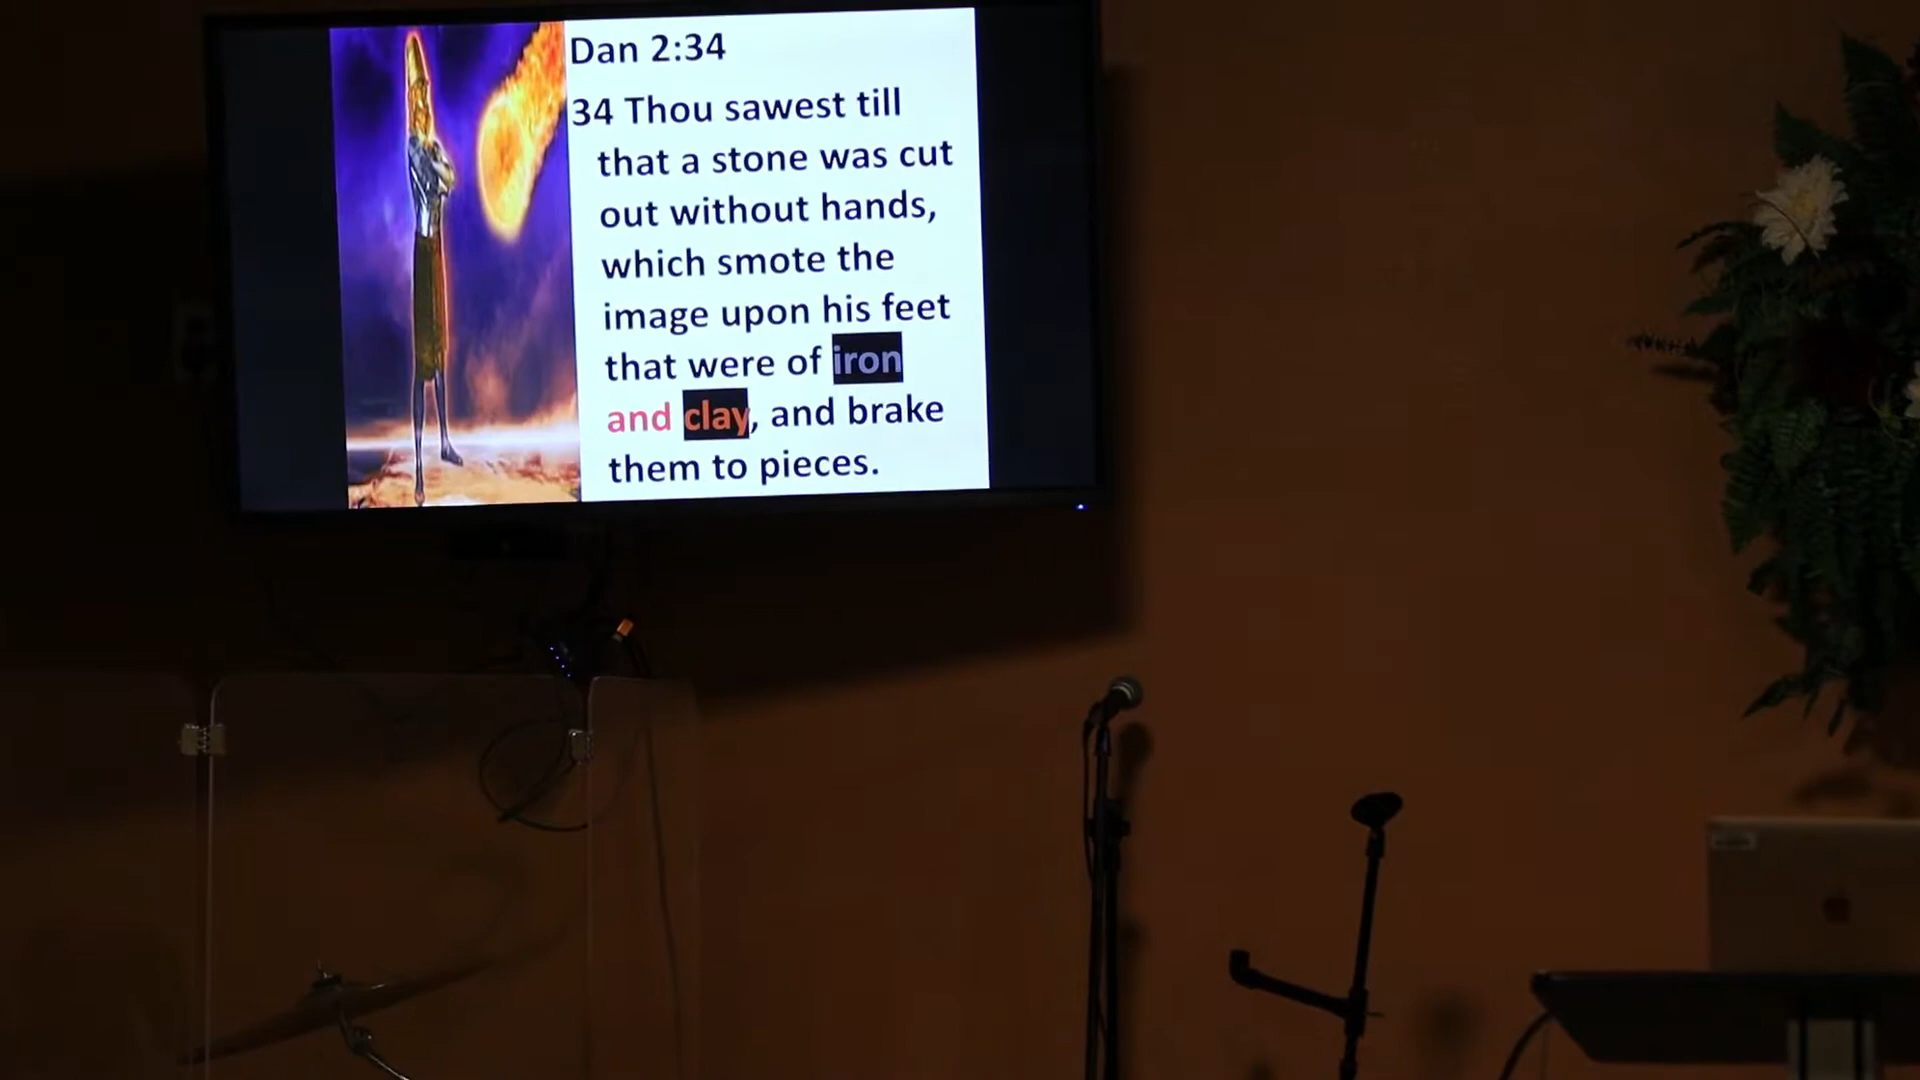 Dan 2:34
34 Thou sawest till
that a stone was cut
out without hands,
which smote the
image upon his feet
that were of iron
and clay, and brake
them to pieces.